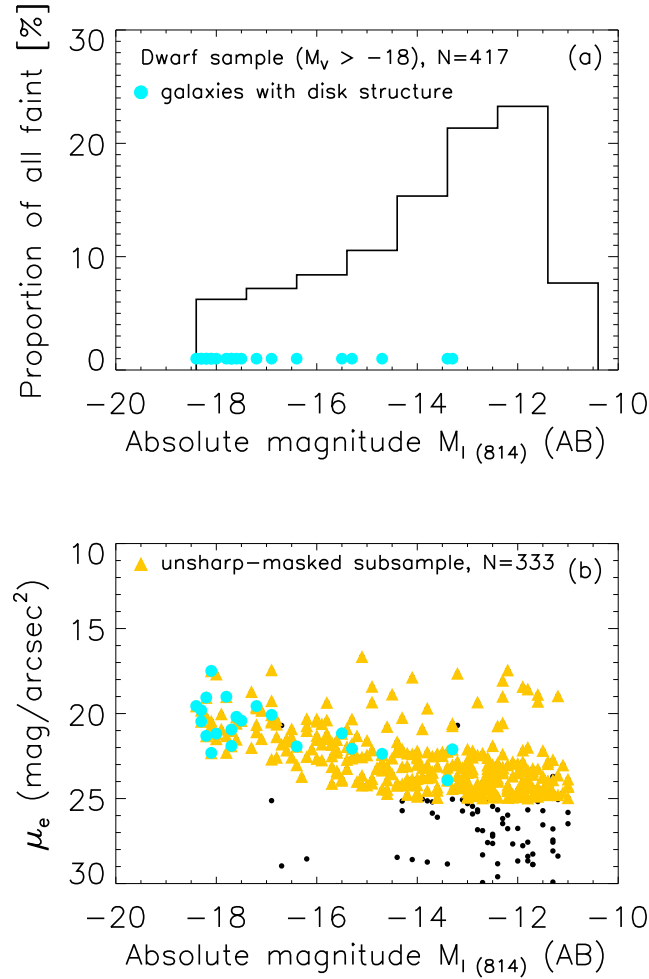 Proportion of all faint [%]
30
20
10
0
Dwarf sample (M_V > −18), N=417
(a)
galaxies with disk structure
−20 −18 −16 −14 −12 −10
Absolute magnitude M_I (814) (AB)
μ_e (mag/arcsec²)
10
15
20
25
30
unsharp−masked subsample, N=333
(b)
−20 −18 −16 −14 −12 −10
Absolute magnitude M_I (814) (AB)